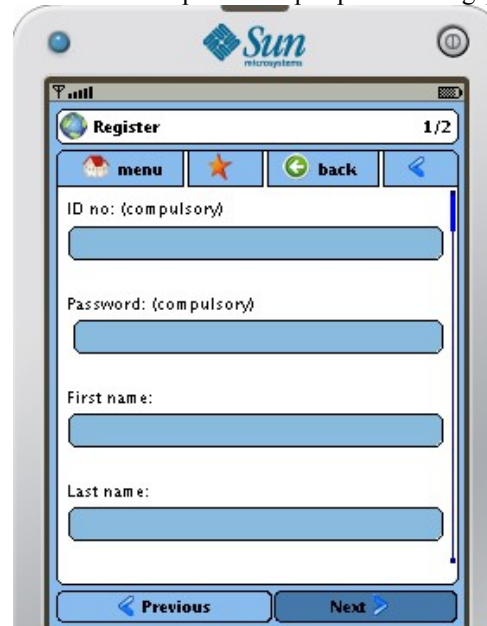 Sun
microsystems
Register 1/2
menu back
ID no: (compulsory)
Password: (compulsory)
First name:
Last name:
Previous Next